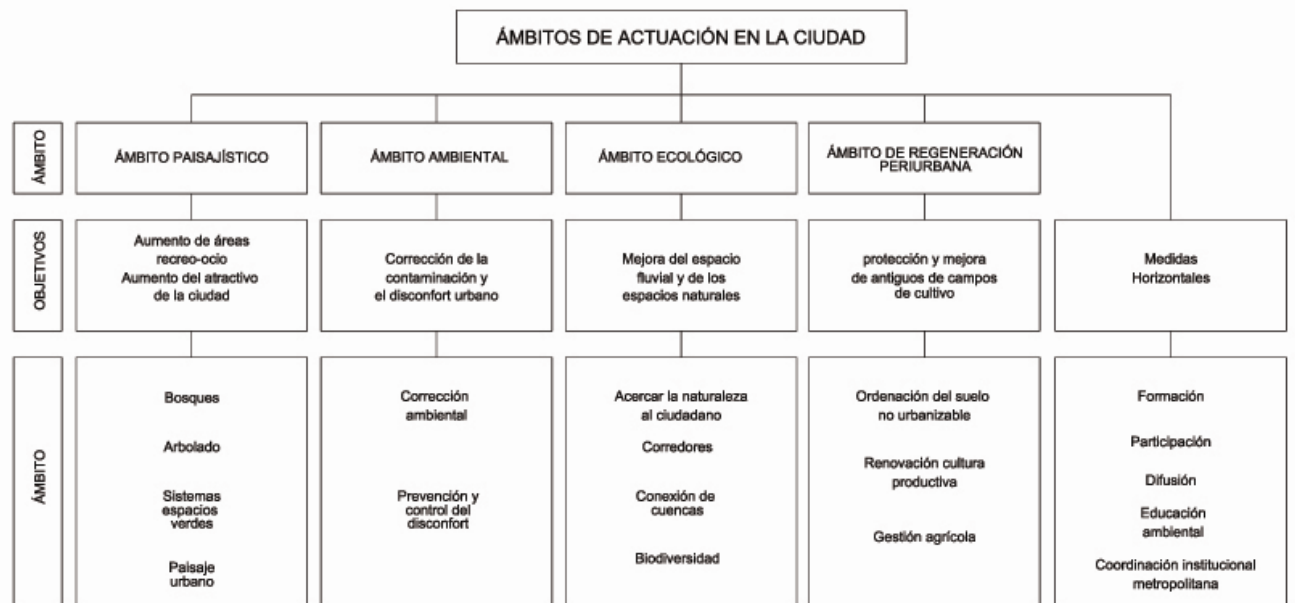 ÁMBITOS DE ACTUACIÓN EN LA CIUDAD
ÁMBITO
ÁMBITO PAISAJÍSTICO
ÁMBITO AMBIENTAL
ÁMBITO ECOLÓGICO
ÁMBITO DE REGENERACIÓN
PERIURBANA
OBJETIVOS
Aumento de áreas
recreo-ocio
Aumento del atractivo
de la ciudad
Corrección de la
contaminación y
el disconfort urbano
Mejora del espacio
fluvial y de los
espacios naturales
protección y mejora
de antiguos de campos
de cultivo
Medidas
Horizontales
ÁMBITO
Bosques
Arbolado
Sistemas
espacios
verdes
Paisaje
urbano
Corrección
ambiental
Prevención y
control del
disconfort
Acercar la naturaleza
al ciudadano
Corredores
Conexión de
cuencas
Biodiversidad
Ordenación del suelo
no urbanizable
Renovación cultura
productiva
Gestión agrícola
Formación
Participación
Difusión
Educación
ambiental
Coordinación institucional
metropolitana